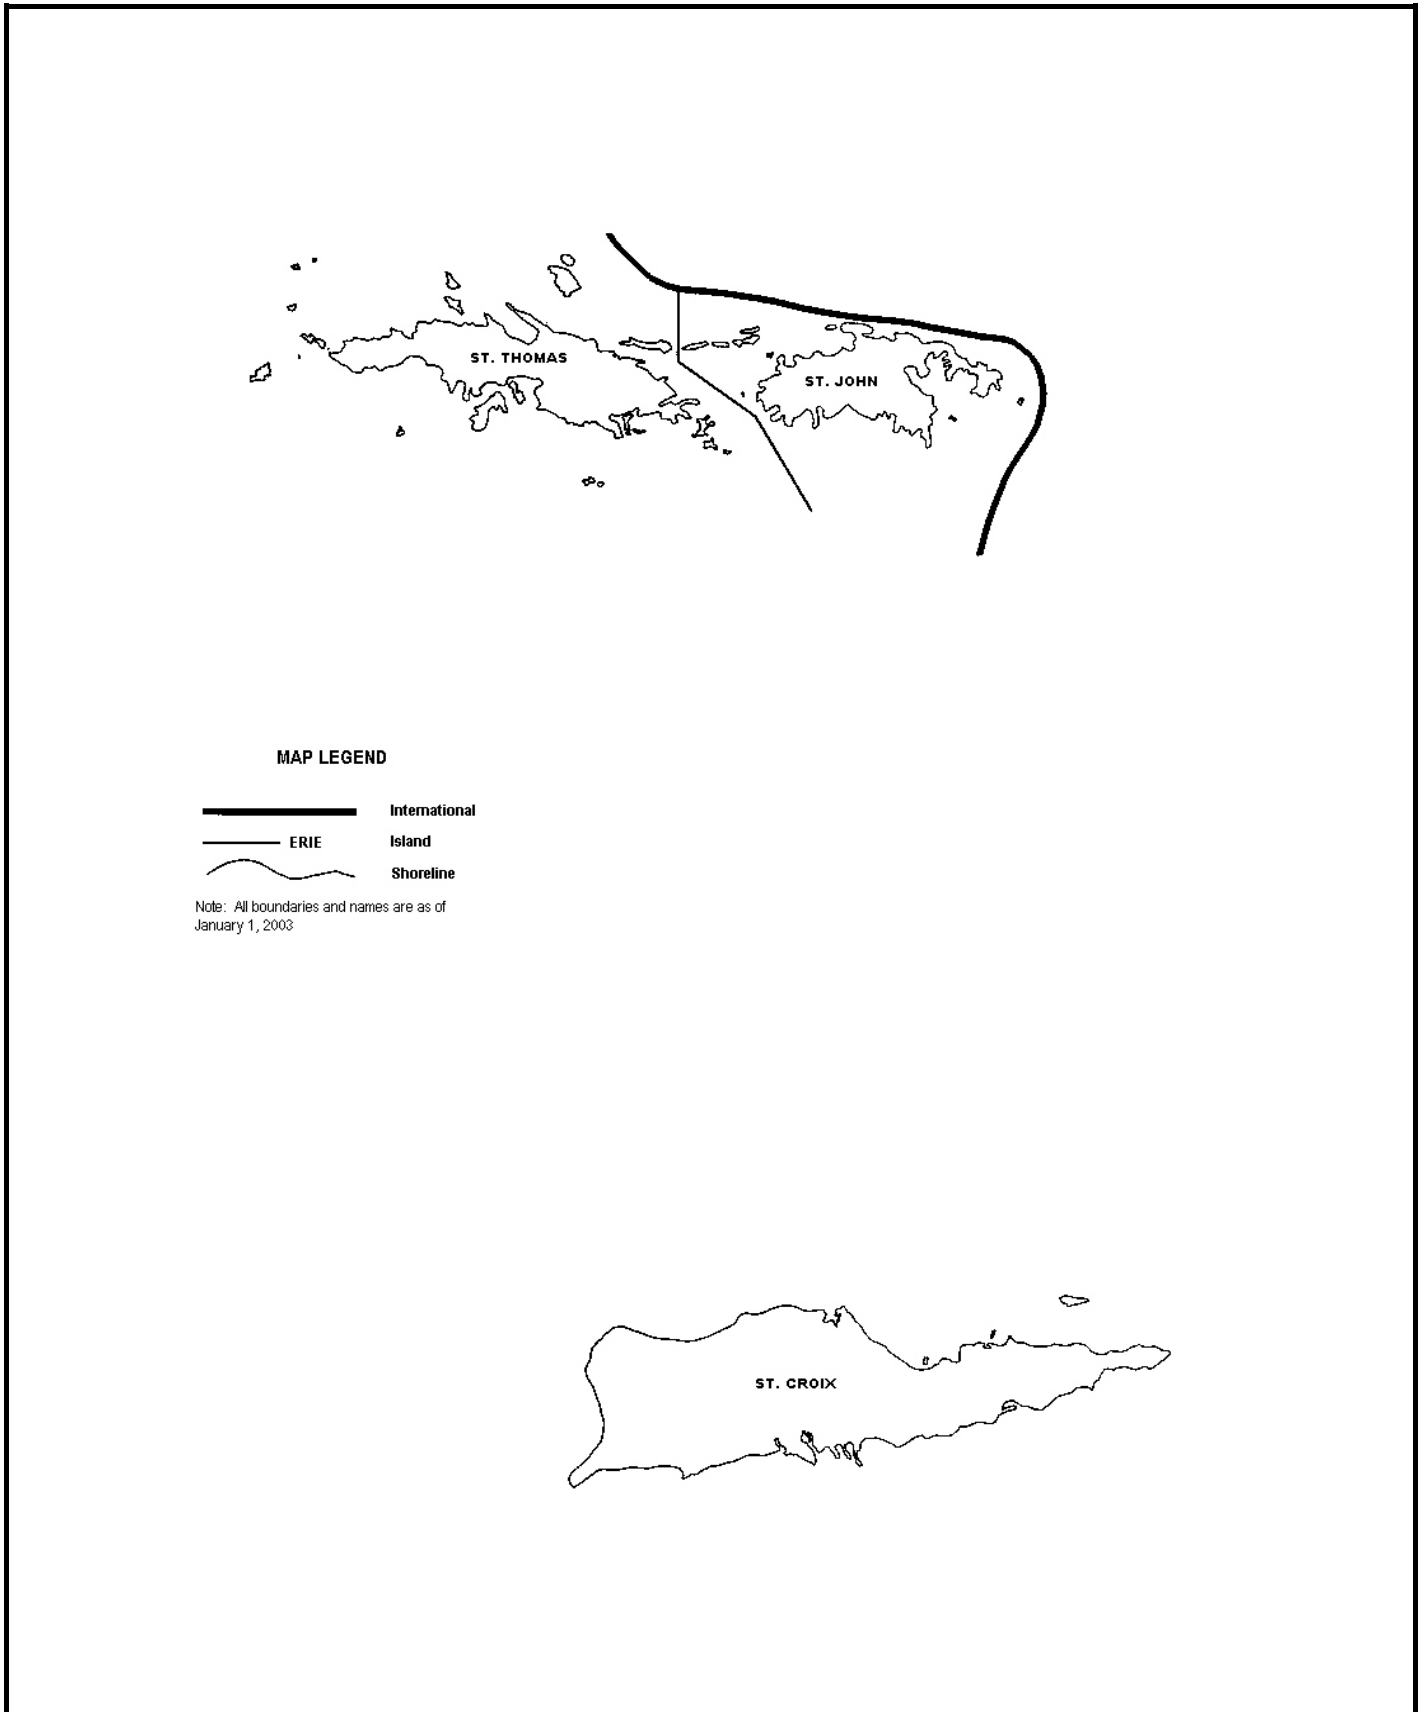 ST. THOMAS
ST. JOHN
MAP LEGEND
International
ERIE Island
Shoreline
Note: All boundaries and names are as of
January 1, 2003
ST. CROIX